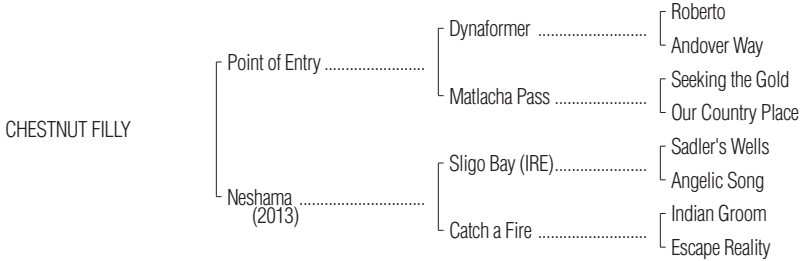 Roberto
Dynaformer ..........................
Andover Way
Point of Entry ........................
Seeking the Gold
Matlacha Pass ......................
Our Country Place
CHESTNUT FILLY
Sadler's Wells
Sligo Bay (IRE)......................
Angelic Song
Neshama ..............................
(2013)
Indian Groom
Catch a Fire ..........................
Escape Reality